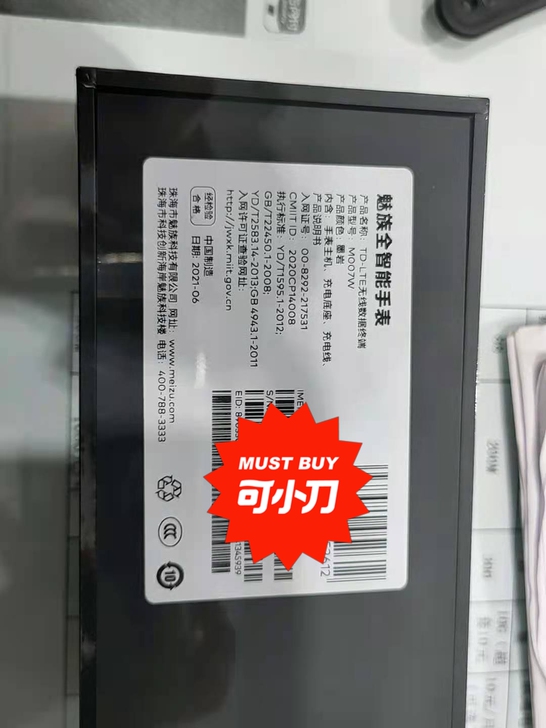 魅族全智能手表
产品名称：TD-LTE无线数据终端
产品型号：M007W
产品颜色：墨岩
内含：手表主机、充电底座、充电线、
产品说明书
入网证号：00-B292-217531
CMIIT ID：2020CP14008
执行标准：YD/T1595.1-2012;
GB/T22450.1-2008;
YD/T2583.14-2013;GB 4943.1-2011
入网许可证查验网址：
http://jwxk.miit.gov.cn
经检验
合格
中国制造
日期：2021-06
珠海市魅族科技有限公司 网址：www.meizu.com
珠海市科技创新海岸魅族科技楼 电话：400-788-3333
IME
S/N
EID:
MUST BUY
可小刀
CCC
10